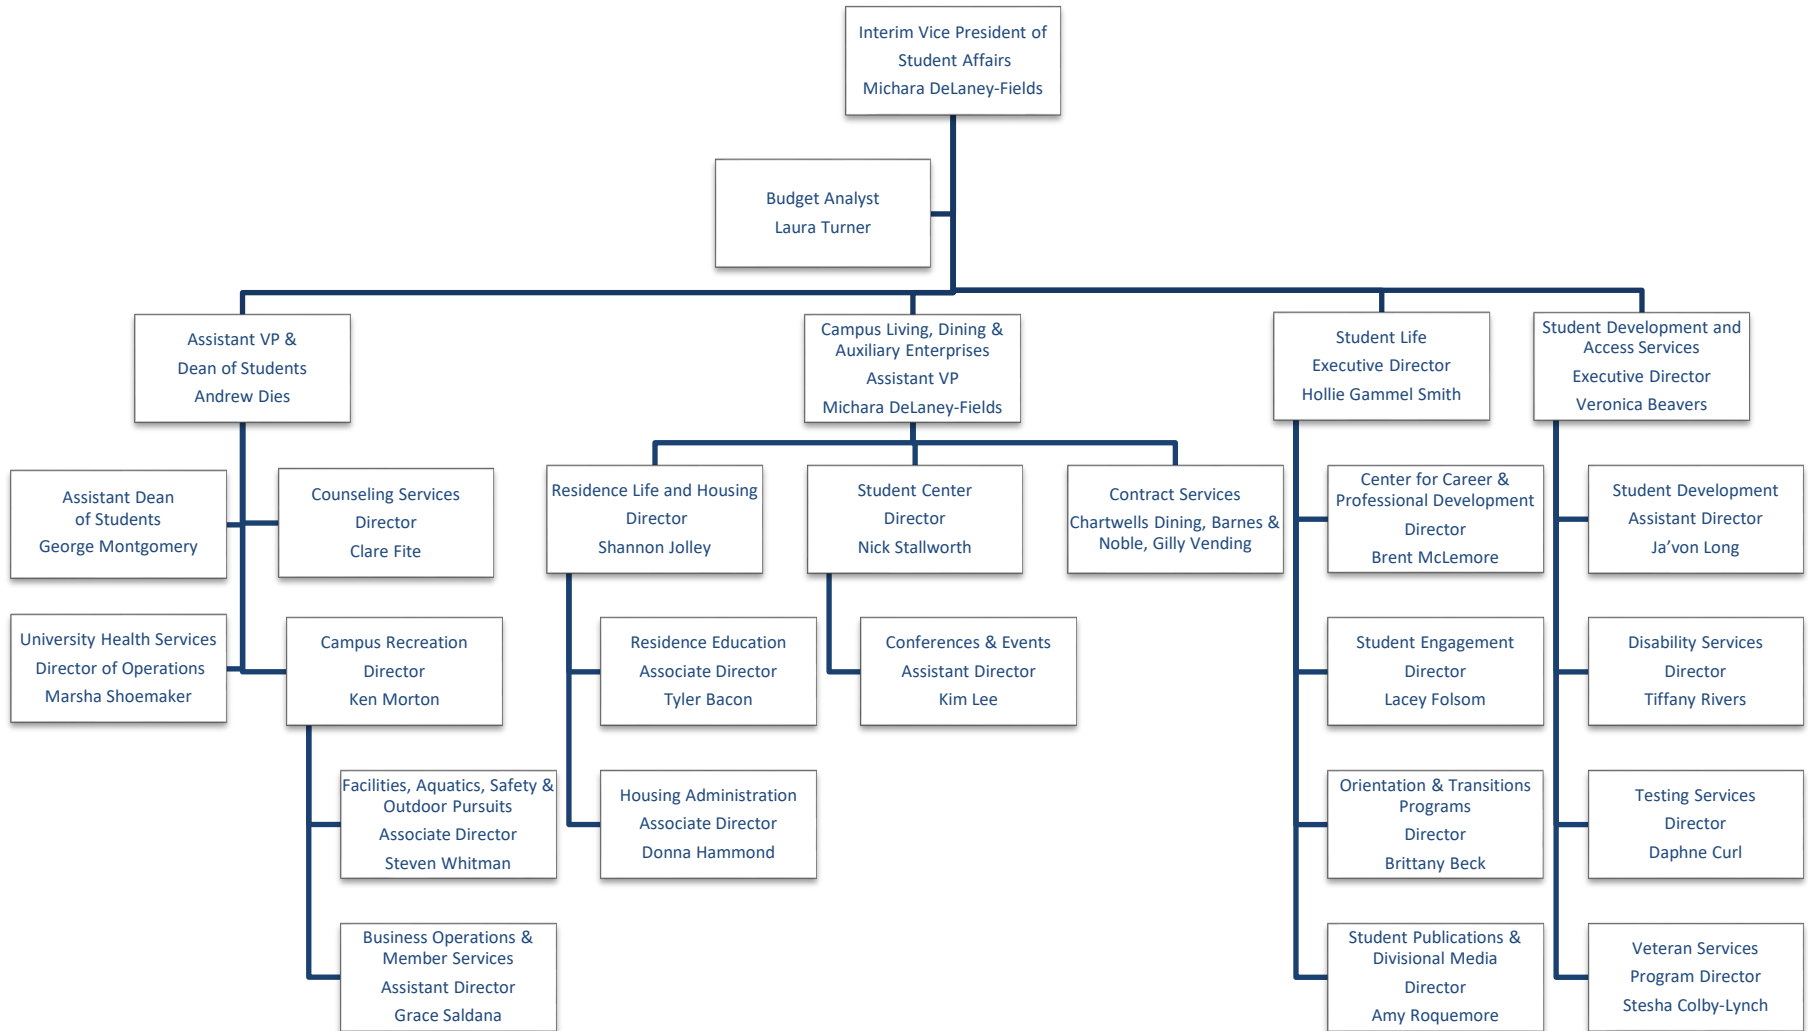 Interim Vice President of
Student Affairs
Michara DeLaney-Fields
Budget Analyst
Laura Turner
Assistant VP &
Dean of Students
Andrew Dies
Campus Living, Dining &
Auxiliary Enterprises
Assistant VP
Michara DeLaney-Fields
Student Life
Executive Director
Hollie Gammel Smith
Student Development and
Access Services
Executive Director
Veronica Beavers
Assistant Dean
of Students
George Montgomery
Counseling Services
Director
Clare Fite
Residence Life and Housing
Director
Shannon Jolley
Student Center
Director
Nick Stallworth
Contract Services
Chartwells Dining, Barnes &
Noble, Gilly Vending
Center for Career &
Professional Development
Director
Brent McLemore
Student Development
Assistant Director
Ja’von Long
University Health Services
Director of Operations
Marsha Shoemaker
Campus Recreation
Director
Ken Morton
Residence Education
Associate Director
Tyler Bacon
Conferences & Events
Assistant Director
Kim Lee
Student Engagement
Director
Lacey Folsom
Disability Services
Director
Tiffany Rivers
Facilities, Aquatics, Safety &
Outdoor Pursuits
Associate Director
Steven Whitman
Housing Administration
Associate Director
Donna Hammond
Orientation & Transitions
Programs
Director
Brittany Beck
Testing Services
Director
Daphne Curl
Business Operations &
Member Services
Assistant Director
Grace Saldana
Student Publications &
Divisional Media
Director
Amy Roquemore
Veteran Services
Program Director
Stesha Colby-Lynch